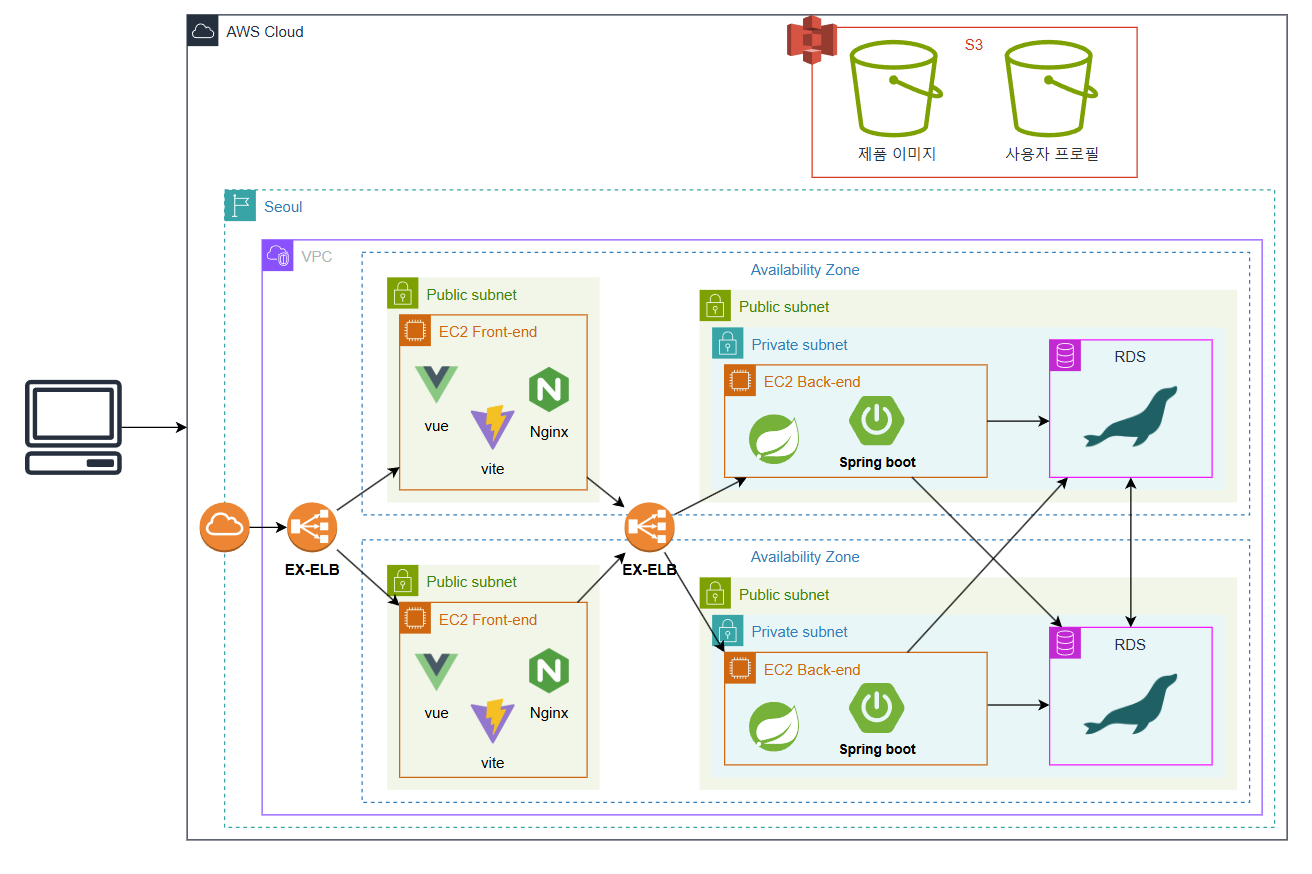 AWS Cloud
S3
제품 이미지
사용자 프로필
Seoul
VPC
Availability Zone
Public subnet
EC2 Front-end
vue
Nginx
vite
Public subnet
Private subnet
EC2 Back-end
Spring boot
RDS
EX-ELB
EX-ELB
Availability Zone
Public subnet
EC2 Front-end
vue
Nginx
vite
Public subnet
Private subnet
EC2 Back-end
Spring boot
RDS